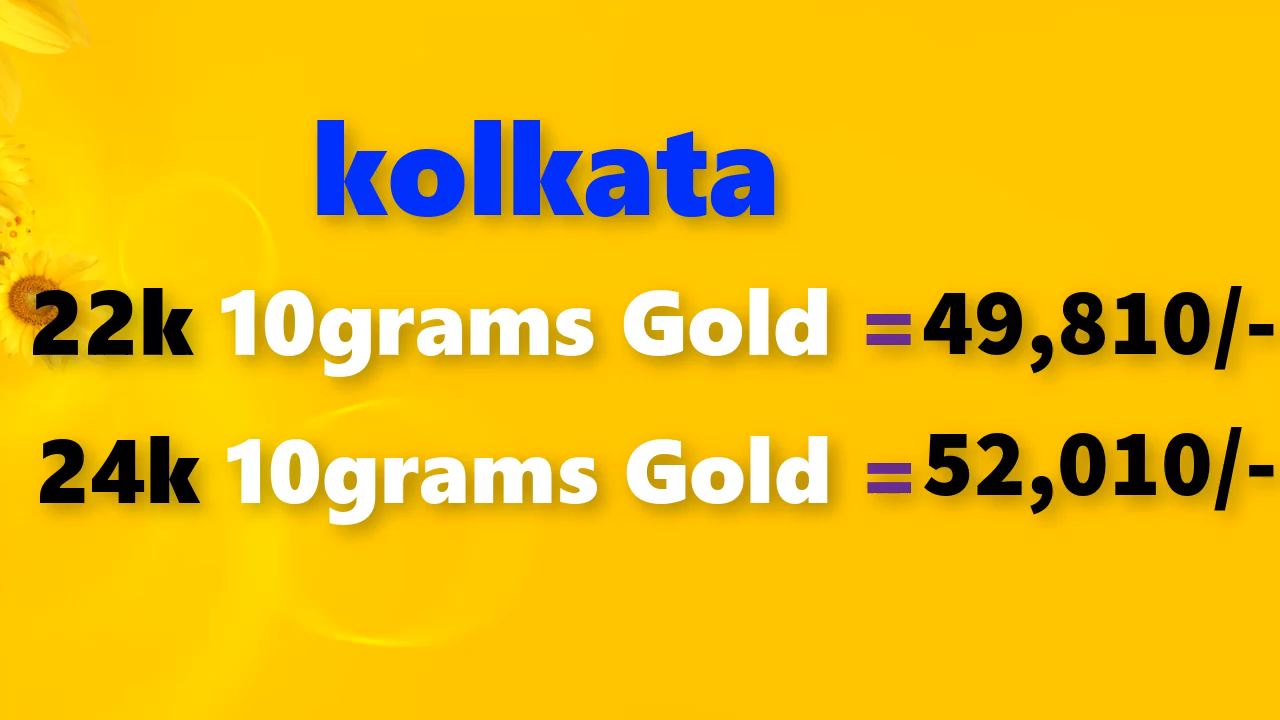 kolkata
22k 10grams Gold =49,810/-
24k 10grams Gold =52,010/-